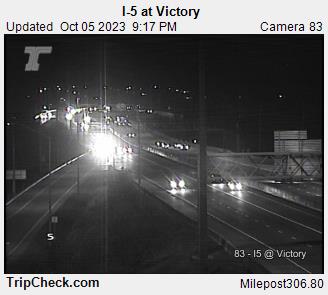 I-5 at Victory
Updated Oct 05 2023 9:17 PM Camera 83
T
5
83 - I5 @ Victory
TripCheck.com Milepost306.80